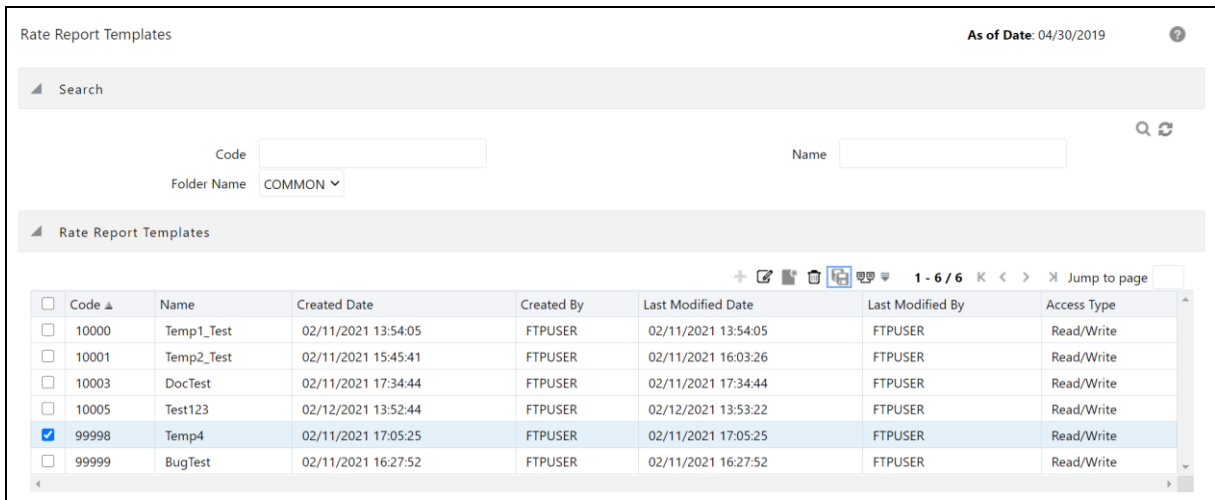 Rate Report Templates As of Date: 04/30/2019 ?
Search
Code Name
Folder Name COMMON
Rate Report Templates
1 - 6 / 6 Jump to page
Code Name Created Date Created By Last Modified Date Last Modified By Access Type
10000 Temp1_Test 02/11/2021 13:54:05 FTPUSER 02/11/2021 13:54:05 FTPUSER Read/Write
10001 Temp2_Test 02/11/2021 15:45:41 FTPUSER 02/11/2021 16:03:26 FTPUSER Read/Write
10003 DocTest 02/11/2021 17:34:44 FTPUSER 02/11/2021 17:34:44 FTPUSER Read/Write
10005 Test123 02/12/2021 13:52:44 FTPUSER 02/12/2021 13:53:22 FTPUSER Read/Write
99998 Temp4 02/11/2021 17:05:25 FTPUSER 02/11/2021 17:05:25 FTPUSER Read/Write
99999 BugTest 02/11/2021 16:27:52 FTPUSER 02/11/2021 16:27:52 FTPUSER Read/Write